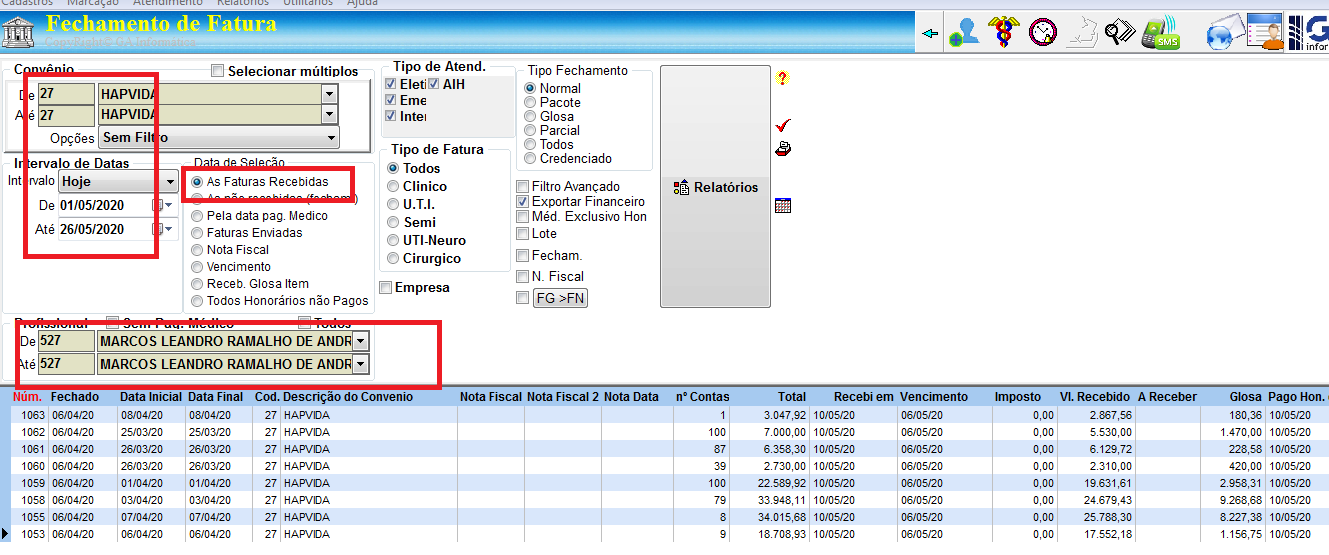 Cadastros Marcação Atendimento Relatórios Utilitários Ajuda
Fechamento de Fatura
CopyRight© GA Informatica
SMS
infor
Convênio Selecionar múltiplos
De 27 HAPVIDA
Até 27 HAPVIDA
Opções Sem Filtro
Intervalo de Datas
Intervalo Hoje
De 01/05/2020
Até 26/05/2020
Data de Seleção
As Faturas Recebidas
As não recebidas (fecham.)
Pela data pag. Medico
Faturas Enviadas
Nota Fiscal
Vencimento
Receb. Glosa Item
Todos Honorários não Pagos
Tipo de Atend.
Eleti AIH
Eme
Inter
Tipo de Fatura
Todos
Clinico
U.T.I.
Semi
UTI-Neuro
Cirurgico
Empresa
Tipo Fechamento
Normal
Pacote
Glosa
Parcial
Todos
Credenciado
Filtro Avançado
Exportar Financeiro
Méd. Exclusivo Hon
Lote
Fecham.
N. Fiscal
FG >FN
Relatórios
?
Profissional Sem Pag. Médico Todos
De 527 MARCOS LEANDRO RAMALHO DE ANDR
Até 527 MARCOS LEANDRO RAMALHO DE ANDR
Núm. Fechado Data Inicial Data Final Cod. Descrição do Convenio Nota Fiscal Nota Fiscal 2 Nota Data nº Contas Total Recebi em Vencimento Imposto Vl. Recebido A Receber Glosa Pago Hon.
1063 06/04/20 08/04/20 08/04/20 27 HAPVIDA 1 3.047,92 10/05/20 06/05/20 0,00 2.867,56 180,36 10/05/20
1062 06/04/20 25/03/20 25/03/20 27 HAPVIDA 100 7.000,00 10/05/20 06/05/20 0,00 5.530,00 1.470,00 10/05/20
1061 06/04/20 26/03/20 26/03/20 27 HAPVIDA 87 6.358,30 10/05/20 06/05/20 0,00 6.129,72 228,58 10/05/20
1060 06/04/20 26/03/20 26/03/20 27 HAPVIDA 39 2.730,00 10/05/20 06/05/20 0,00 2.310,00 420,00 10/05/20
1059 06/04/20 01/04/20 01/04/20 27 HAPVIDA 100 22.589,92 10/05/20 06/05/20 0,00 19.631,61 2.958,31 10/05/20
1058 06/04/20 03/04/20 03/04/20 27 HAPVIDA 79 33.948,11 10/05/20 06/05/20 0,00 24.679,43 9.268,68 10/05/20
1055 06/04/20 07/04/20 07/04/20 27 HAPVIDA 8 34.015,68 10/05/20 06/05/20 0,00 25.788,30 8.227,38 10/05/20
1053 06/04/20 06/04/20 06/04/20 27 HAPVIDA 9 18.708,93 10/05/20 06/05/20 0,00 17.552,18 1.156,75 10/05/20